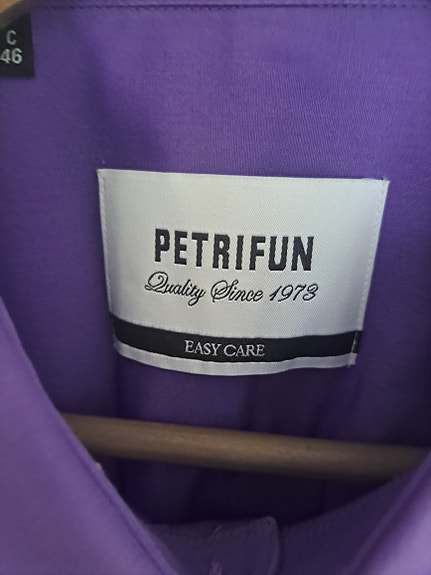 C
46
PETRIFUN
Quality Since 1973
EASY CARE